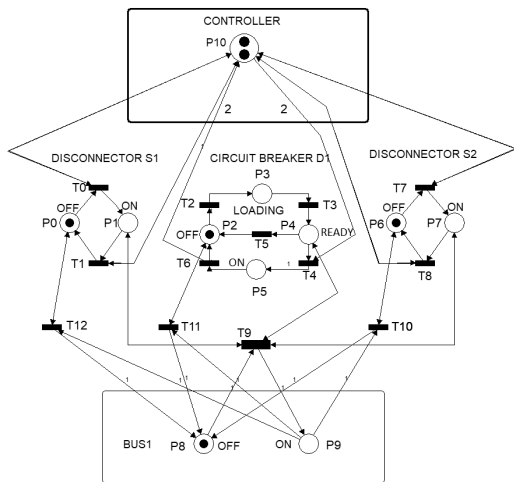 CONTROLLER
P10
2 2
1
DISCONNECTOR S1 CIRCUIT BREAKER D1 DISCONNECTOR S2
P3
T0 T7
OFF ON T2 LOADING T3 OFF ON
P0 P1 OFF P2 P4 READY P6 P7
T5
T1 T6 ON 1 T4 T8
P5
T12 T11 T9 T10
1 1 1 1 1 1
BUS1 P8 OFF ON P9